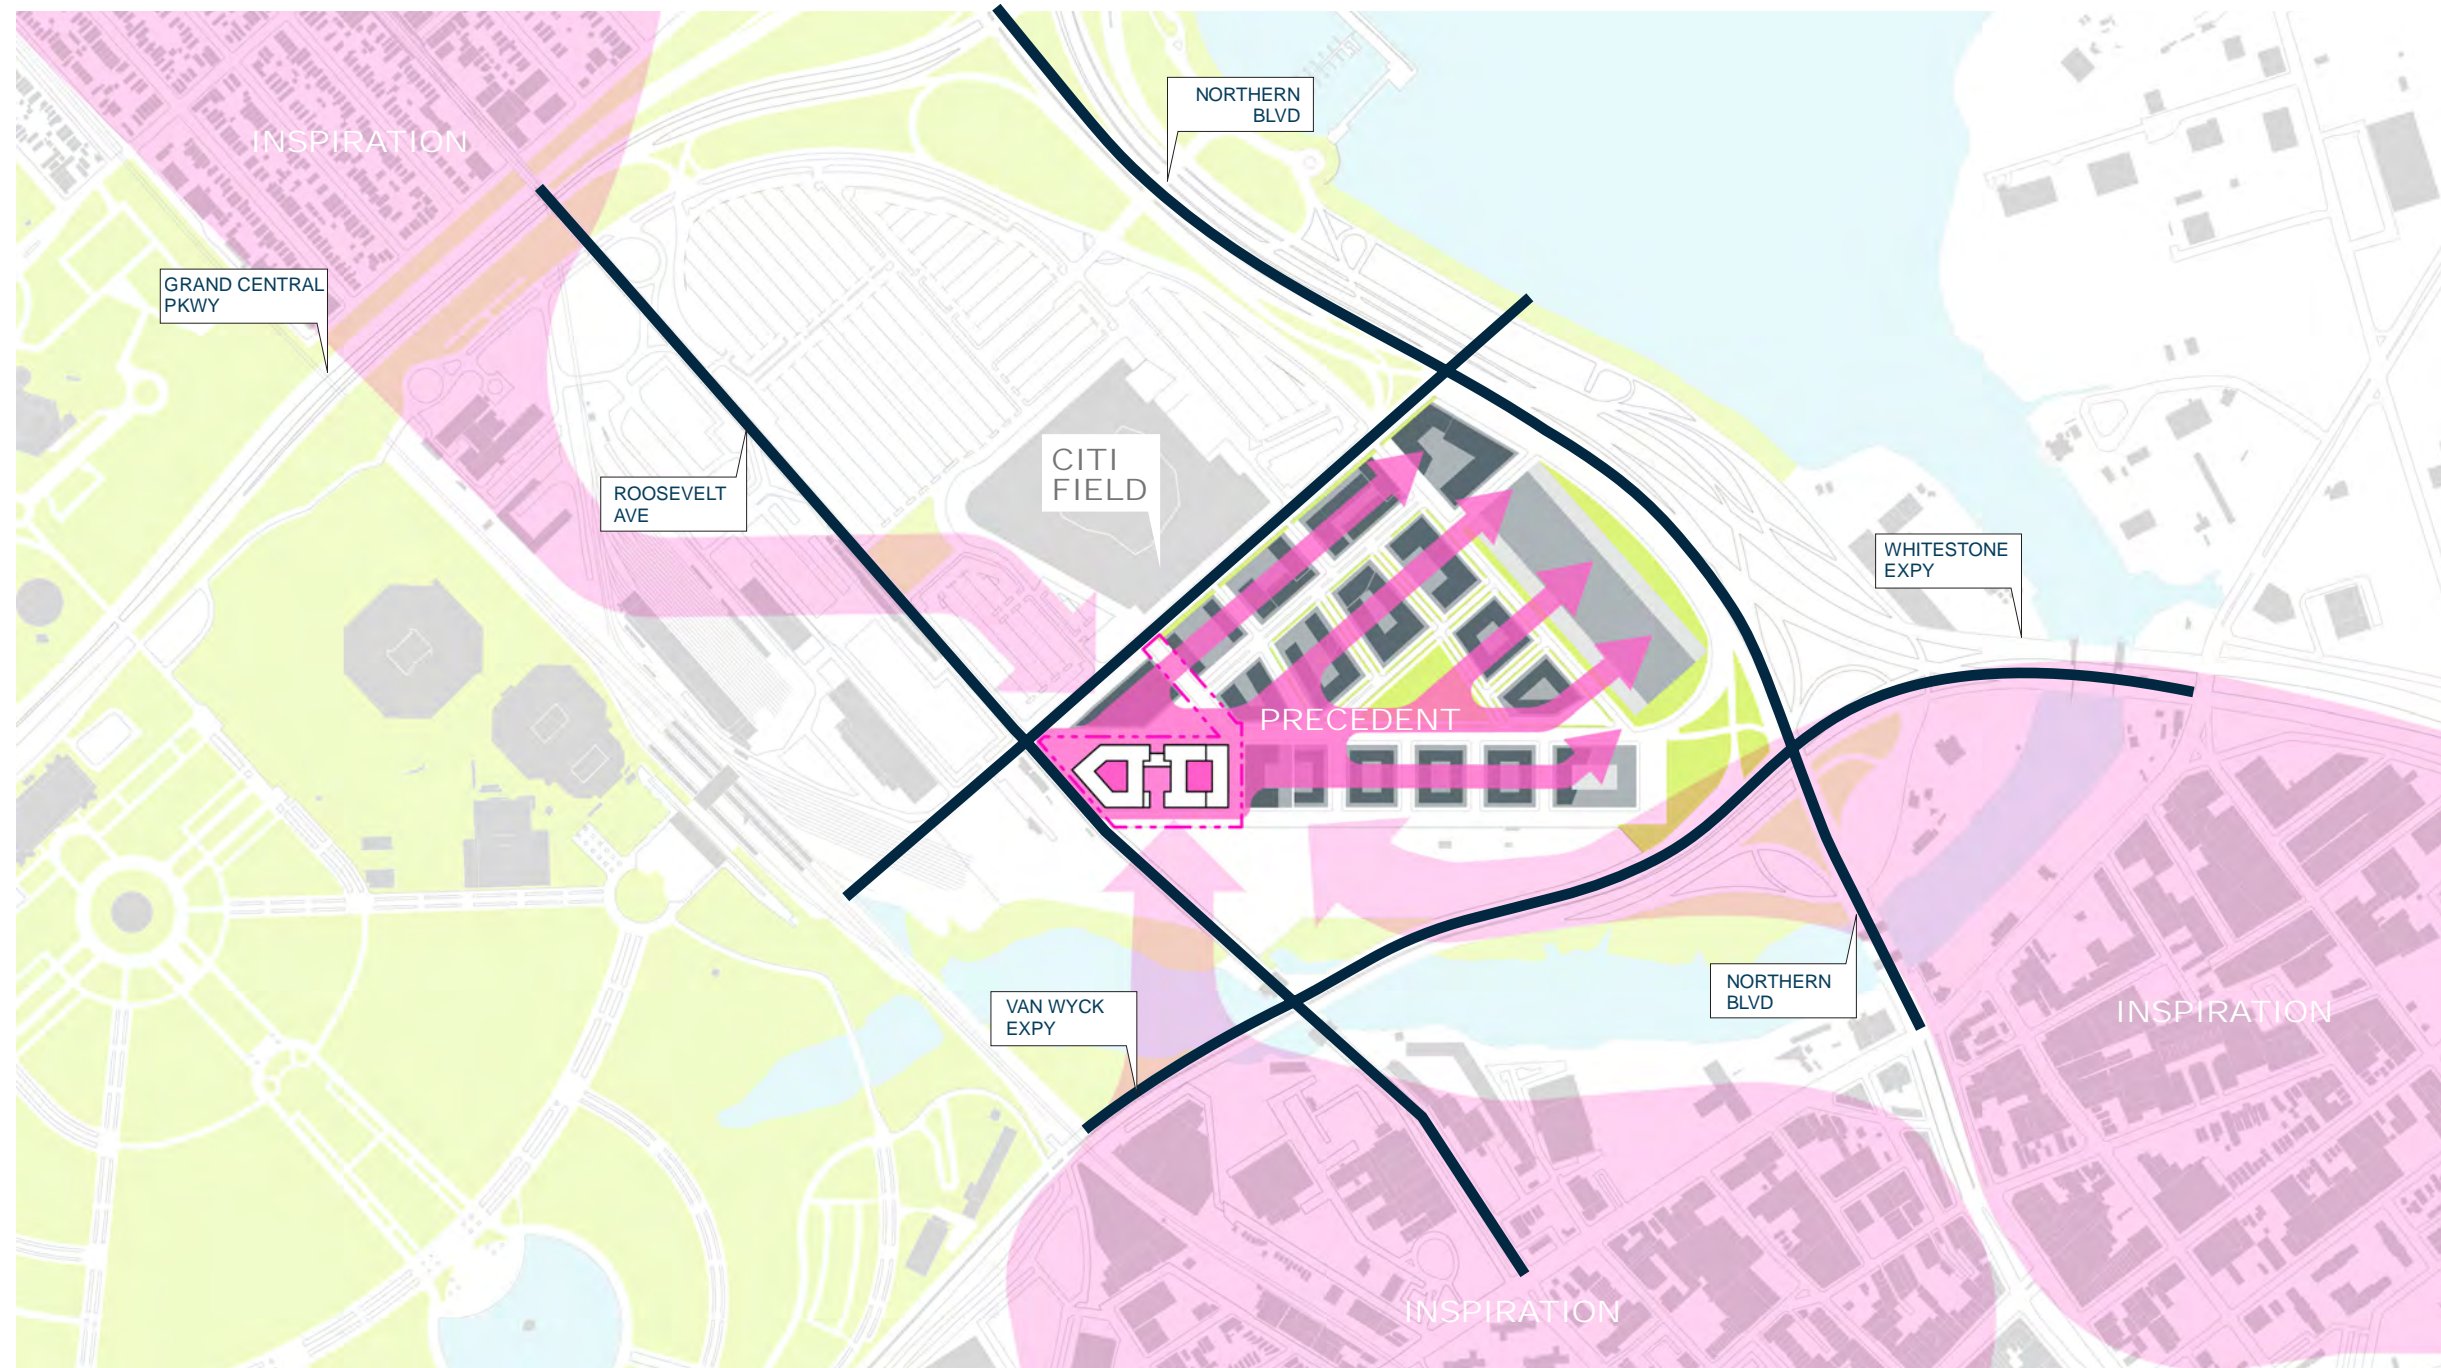 NORTHERN
BLVD
INSPIRATION
GRAND CENTRAL
PKWY
CITI
FIELD
ROOSEVELT
AVE
WHITESTONE
EXPY
PRECEDENT
NORTHERN
BLVD
VAN WYCK
EXPY
INSPIRATION
INSPIRATION